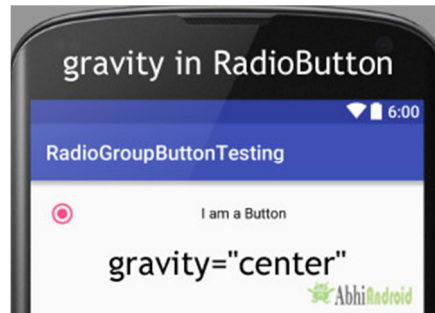 gravity in RadioButton
6:00
RadioGroupButtonTesting
I am a Button
gravity="center"
AbhiAndroid